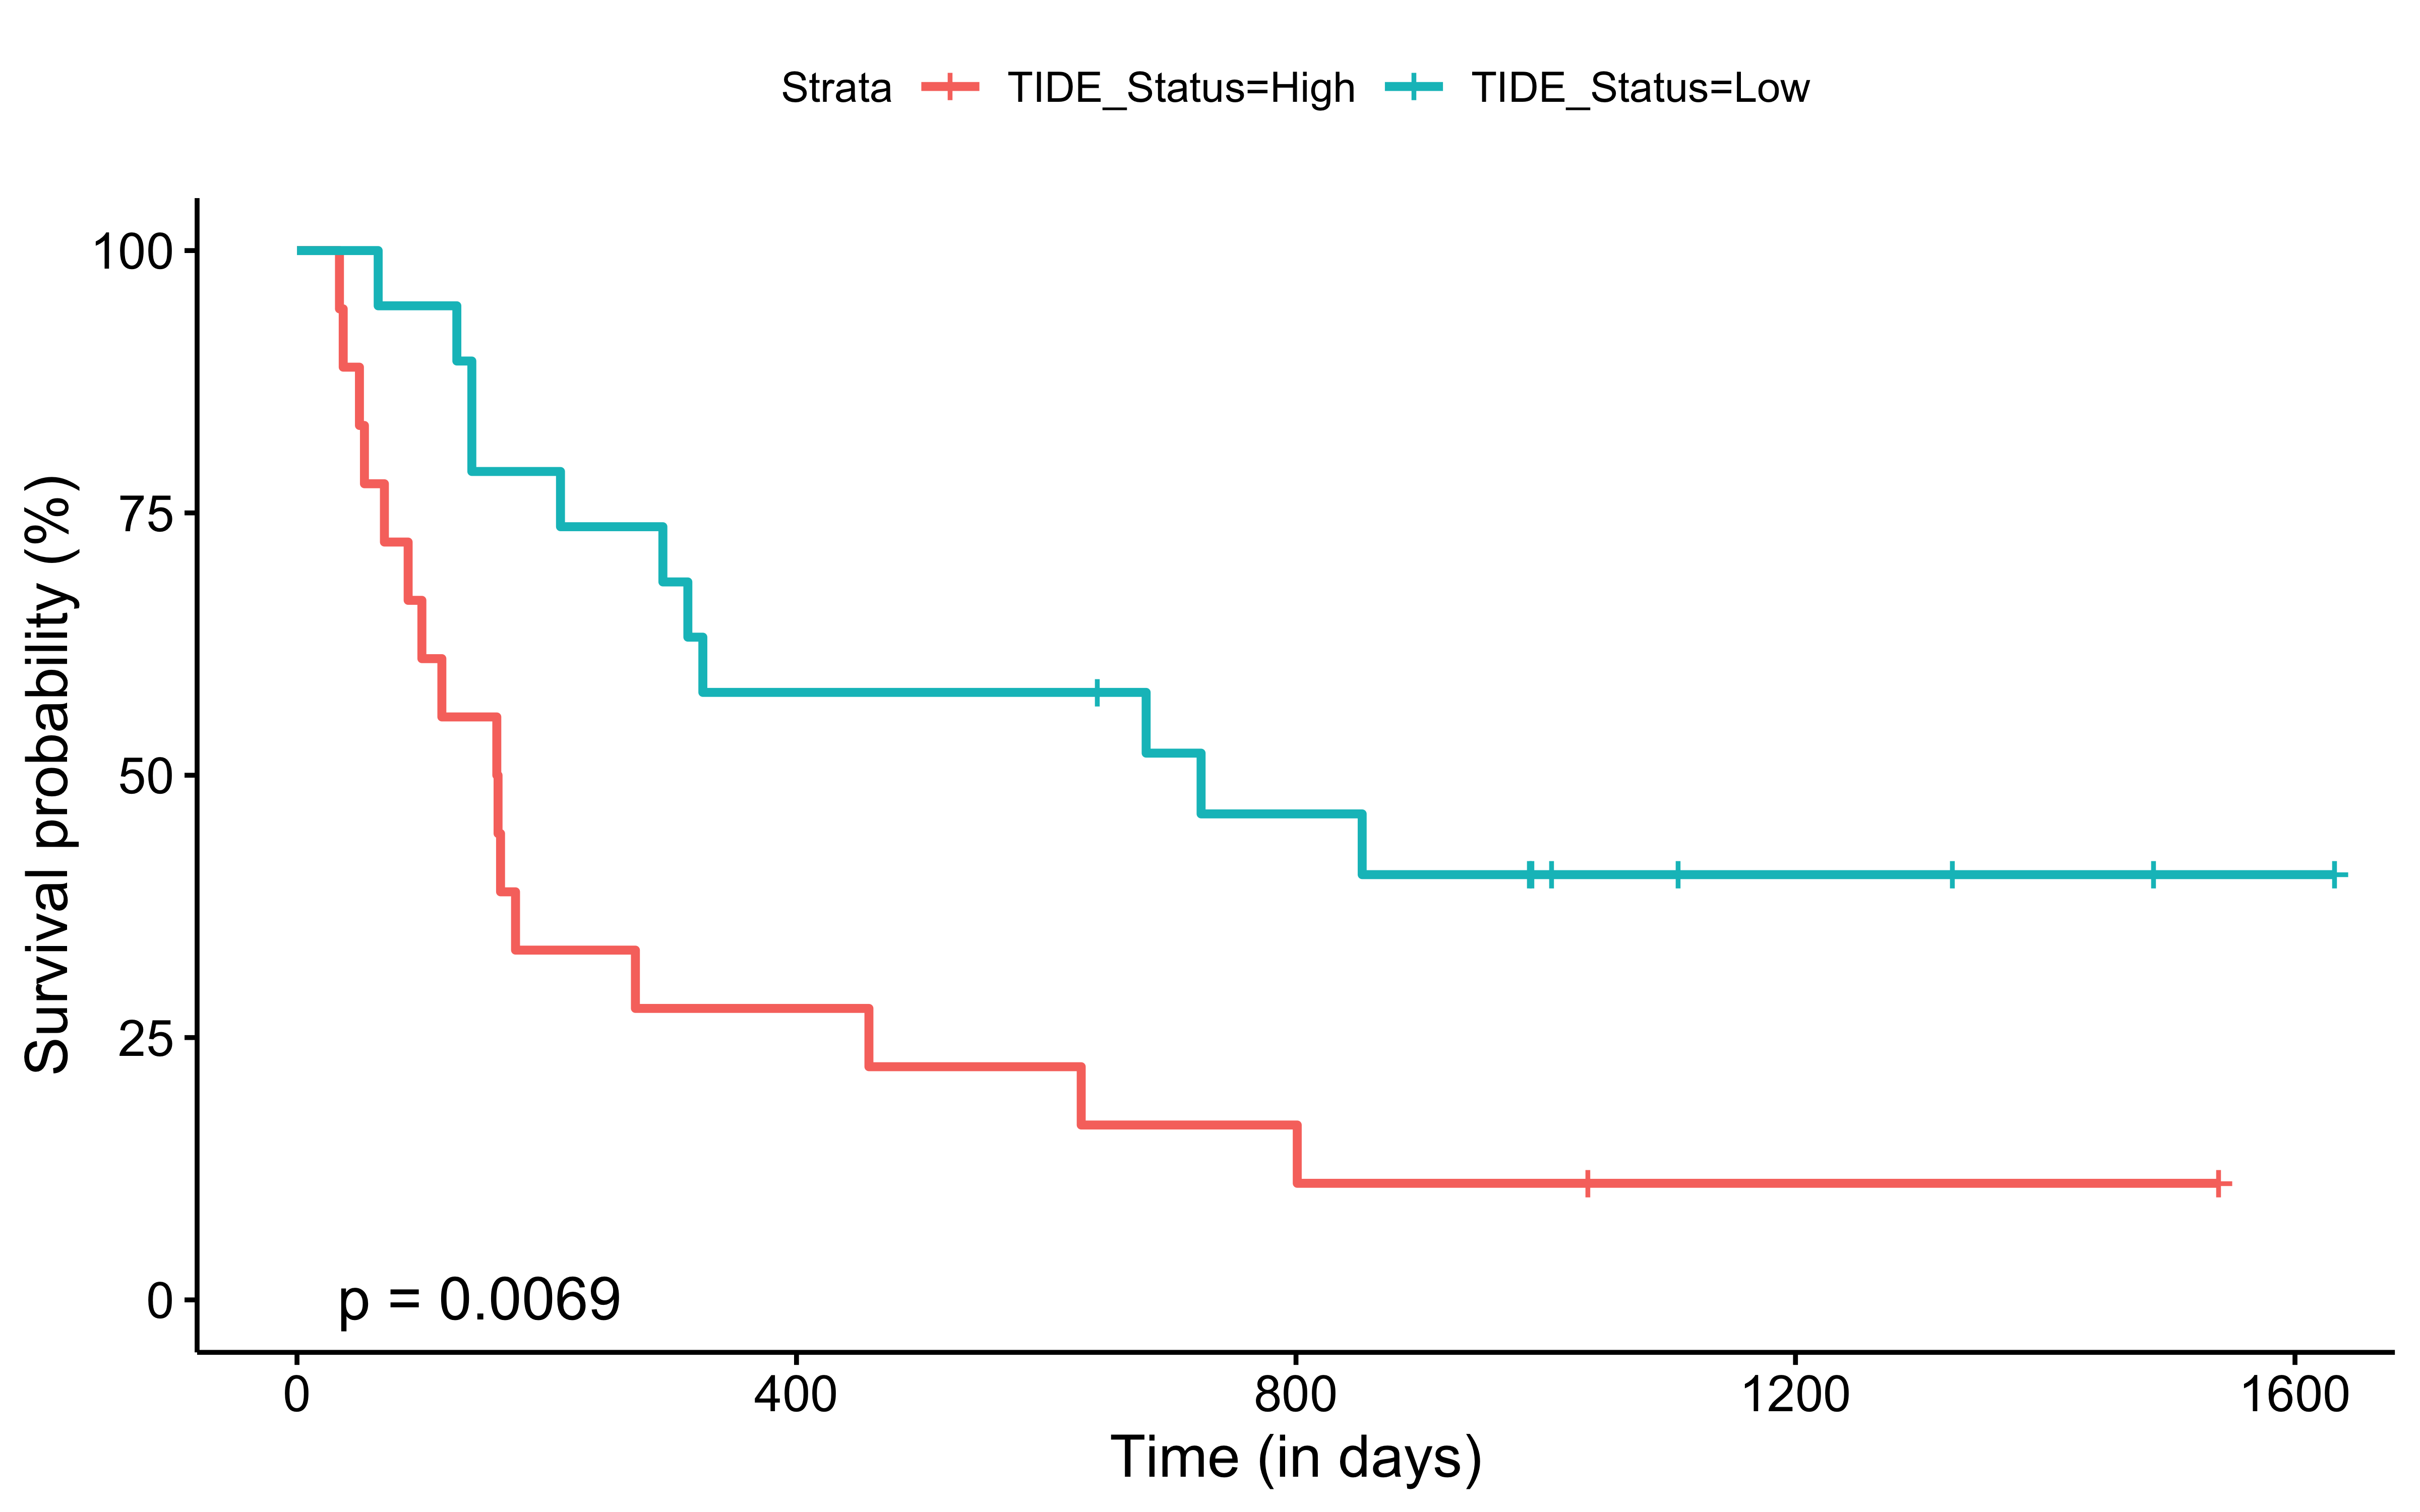 Strata TIDE_Status=High TIDE_Status=Low
Survival probability (%)
100
75
50
25
0
p = 0.0069
0 400 800 1200 1600
Time (in days)